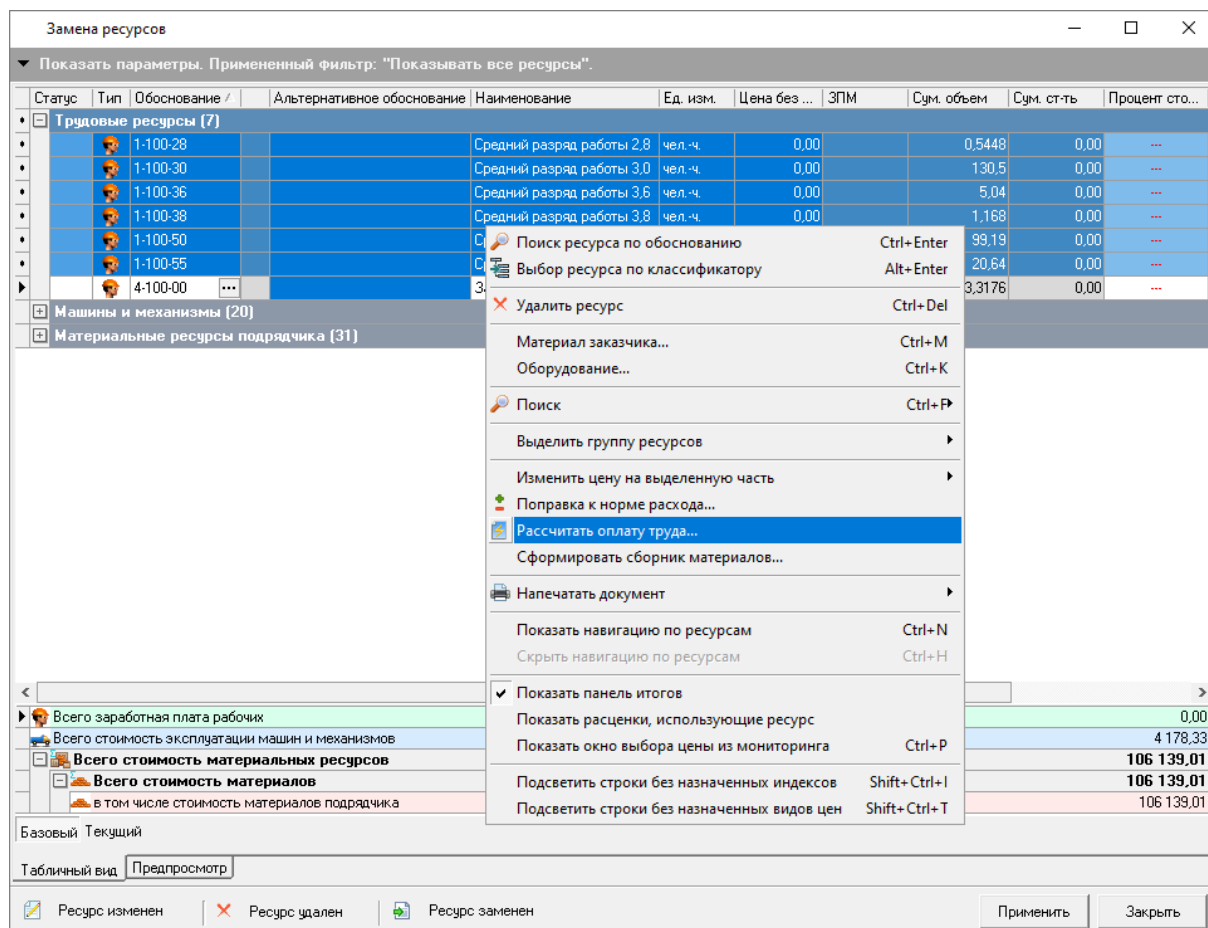 Замена ресурсов
Показать параметры. Примененный фильтр: "Показывать все ресурсы".
Статус Тип Обоснование Альтернативное обоснование Наименование Ед. изм. Цена без ... ЗПМ Сум. объем Сум. ст-ть Процент сто...
Трудовые ресурсы (7)
1-100-28 Средний разряд работы 2,8 чел.-ч. 0,00 0,5448 0,00 ---
1-100-30 Средний разряд работы 3,0 чел.-ч. 0,00 130,5 0,00 ---
1-100-36 Средний разряд работы 3,6 чел.-ч. 0,00 5,04 0,00 ---
1-100-38 Средний разряд работы 3,8 чел.-ч. 0,00 1,168 0,00 ---
1-100-50 99,19 0,00 ---
1-100-55 20,64 0,00 ---
4-100-00 ... 3,3176 0,00 ---
Машины и механизмы (20)
Материальные ресурсы подрядчика (31)
Поиск ресурса по обоснованию Ctrl+Enter
Выбор ресурса по классификатору Alt+Enter
Удалить ресурс Ctrl+Del
Материал заказчика... Ctrl+M
Оборудование... Ctrl+K
Поиск Ctrl+F
Выделить группу ресурсов
Изменить цену на выделенную часть
Поправка к норме расхода...
Рассчитать оплату труда...
Сформировать сборник материалов...
Напечатать документ
Показать навигацию по ресурсам Ctrl+N
Скрыть навигацию по ресурсам Ctrl+H
Показать панель итогов
Показать расценки, использующие ресурс
Показать окно выбора цены из мониторинга Ctrl+P
Подсветить строки без назначенных индексов Shift+Ctrl+I
Подсветить строки без назначенных видов цен Shift+Ctrl+T
Всего заработная плата рабочих 0,00
Всего стоимость эксплуатации машин и механизмов 4 178,33
Всего стоимость материальных ресурсов 106 139,01
Всего стоимость материалов 106 139,01
в том числе стоимость материалов подрядчика 106 139,01
Базовый Текущий
Табличный вид Предпросмотр
Ресурс изменен Ресурс удален Ресурс заменен Применить Закрыть